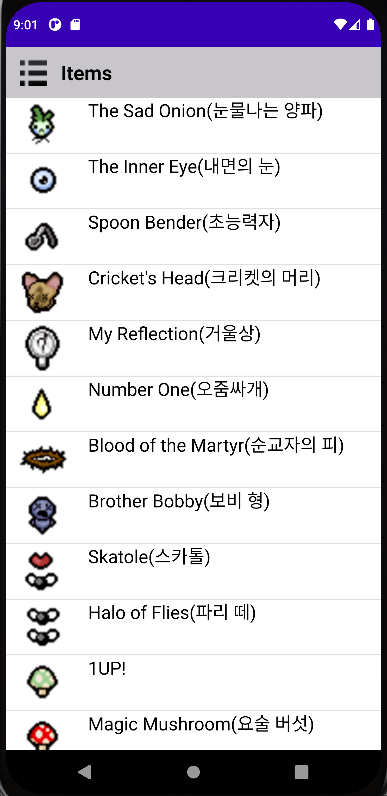 9:01
Items
The Sad Onion(눈물나는 양파)
The Inner Eye(내면의 눈)
Spoon Bender(초능력자)
Cricket's Head(크리켓의 머리)
My Reflection(거울상)
Number One(오줌싸개)
Blood of the Martyr(순교자의 피)
Brother Bobby(보비 형)
Skatole(스카톨)
Halo of Flies(파리 떼)
1UP!
Magic Mushroom(요술 버섯)